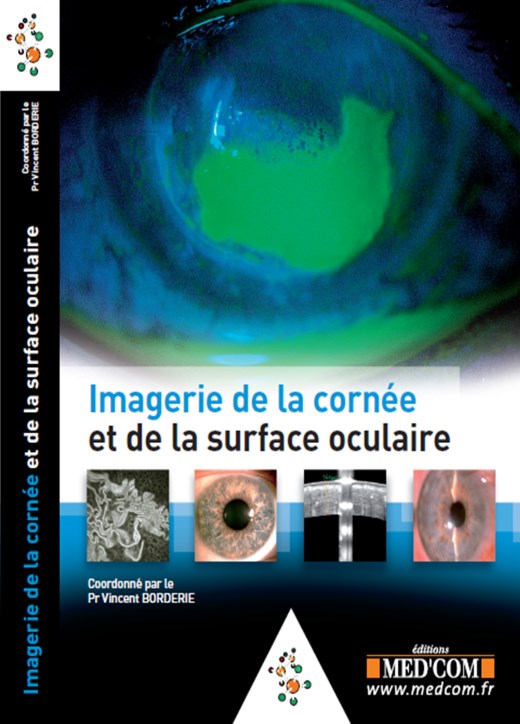 Coordonné par le
Pr Vincent BORDERIE
Imagerie de la cornée et de la surface oculaire
Imagerie de la cornée
et de la surface oculaire
Coordonné par le
Pr Vincent BORDERIE
éditions
MED'COM
www.medcom.fr